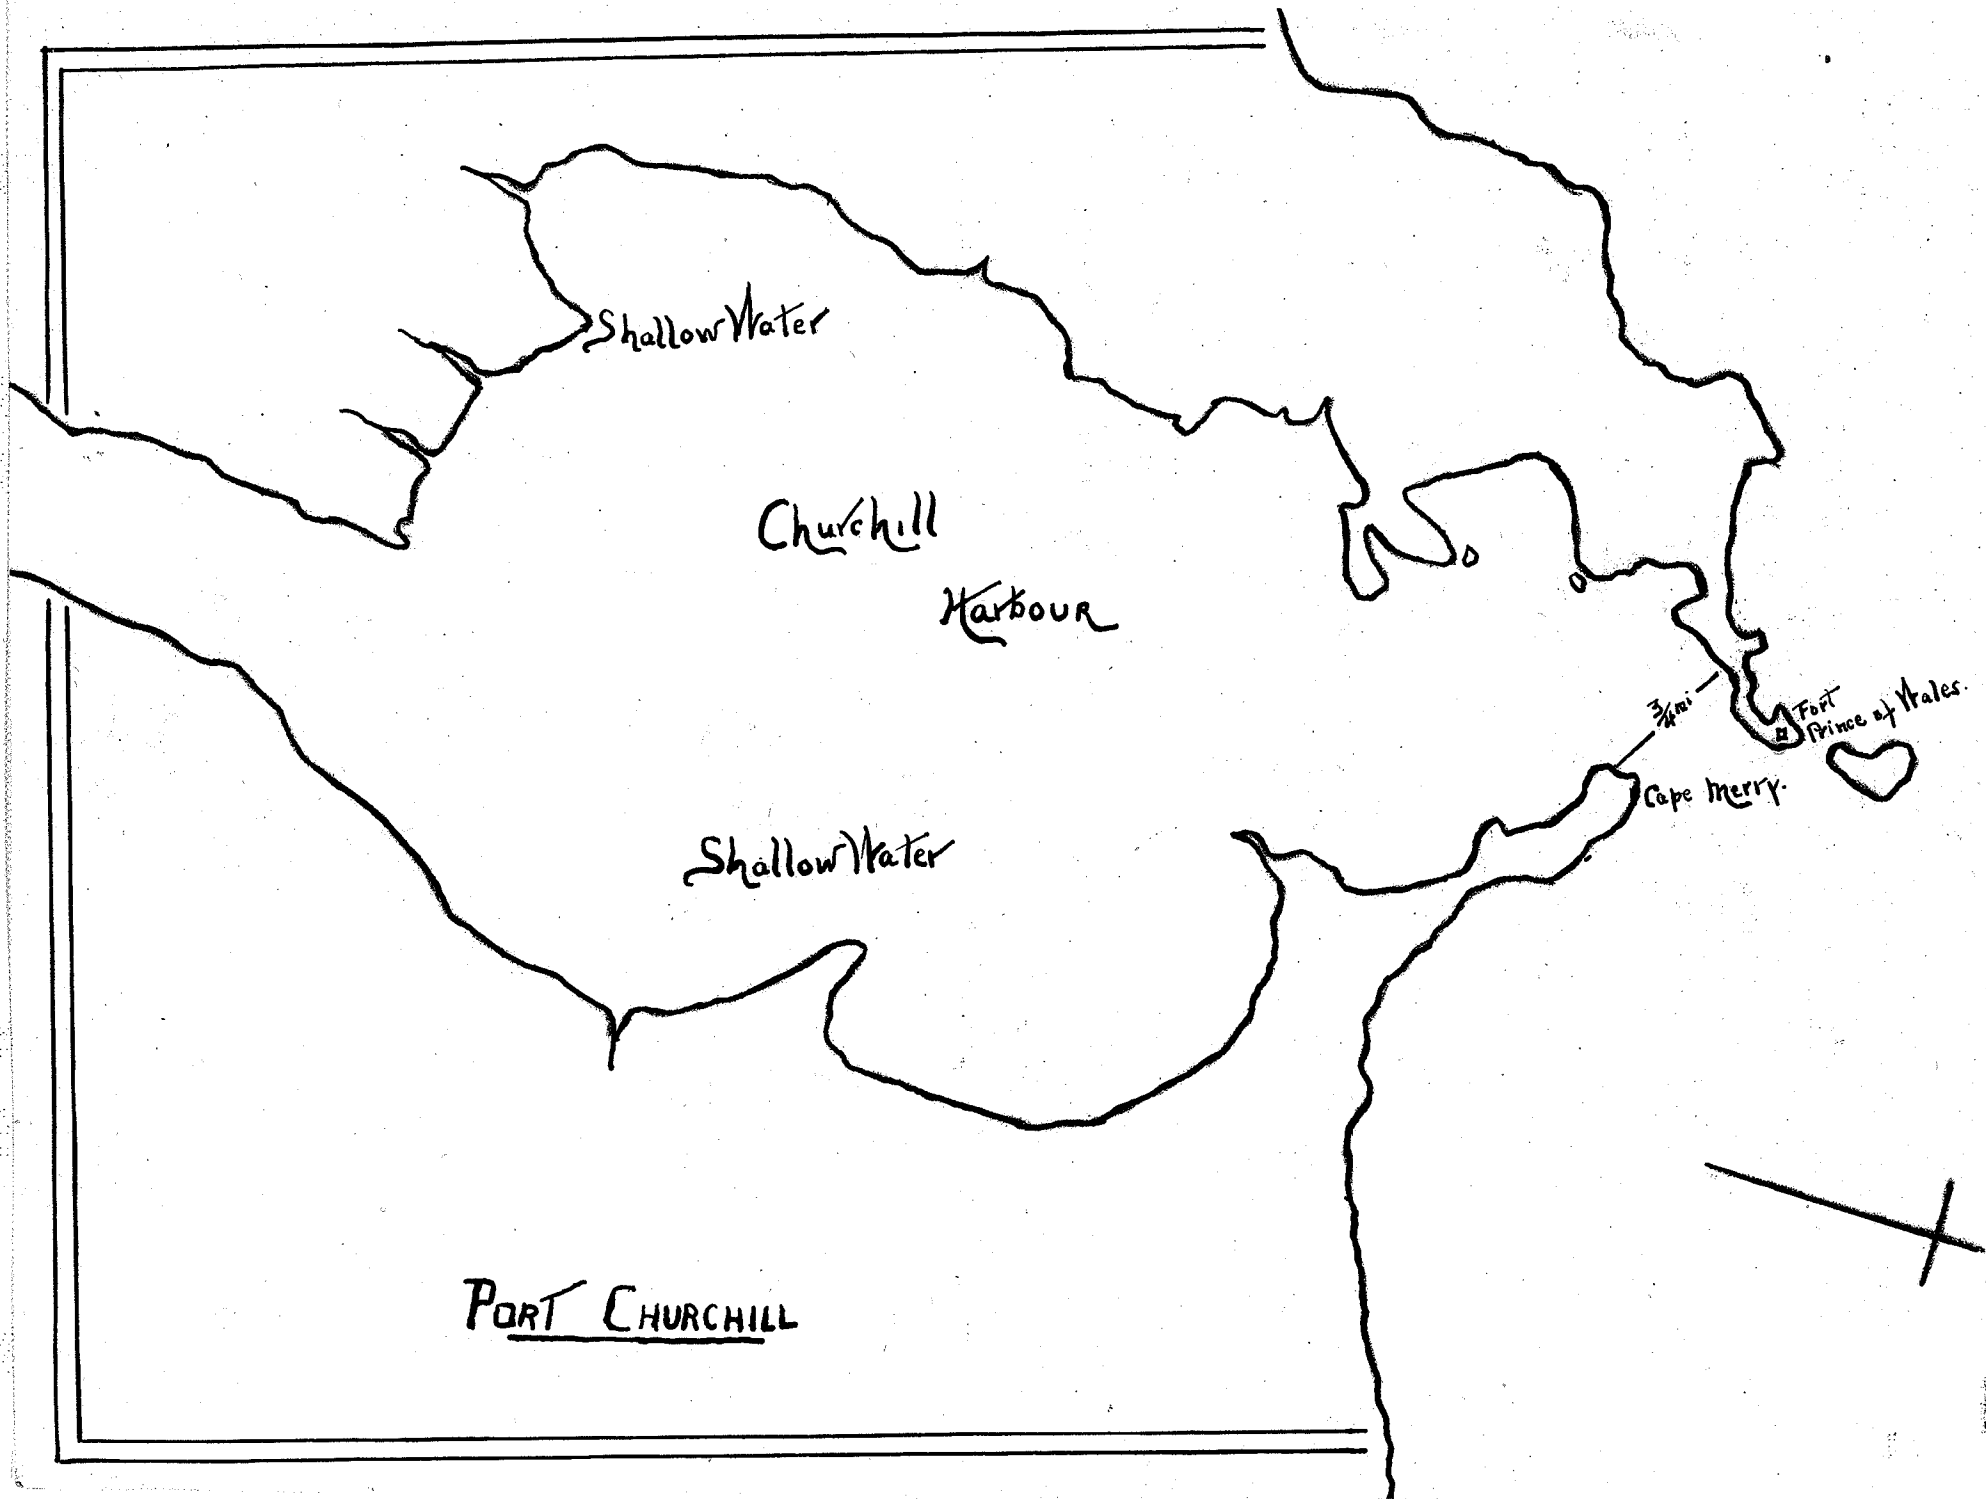 Shallow Water
Churchill
Harbour
3/4 mi
Fort
Prince of Wales.
Cape Merry.
Shallow Water
PORT CHURCHILL